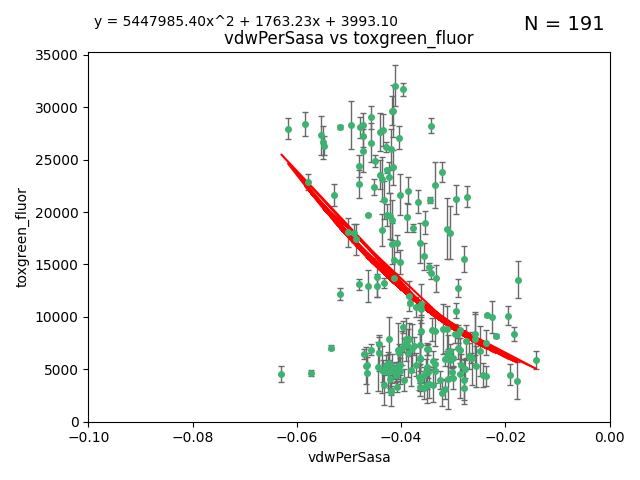 y = 5447985.40x^2 + 1763.23x + 3993.10
N = 191
vdwPerSasa vs toxgreen_fluor
35000
30000
25000
20000
15000
10000
5000
0
toxgreen_fluor
−0.10 −0.08 −0.06 −0.04 −0.02 0.00
vdwPerSasa